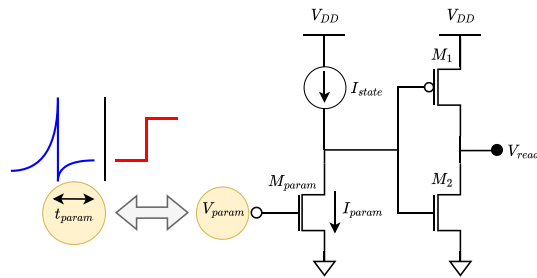 V_DD
V_DD
M_1
I_state
V_read
M_param
M_2
V_param
I_param
t_param